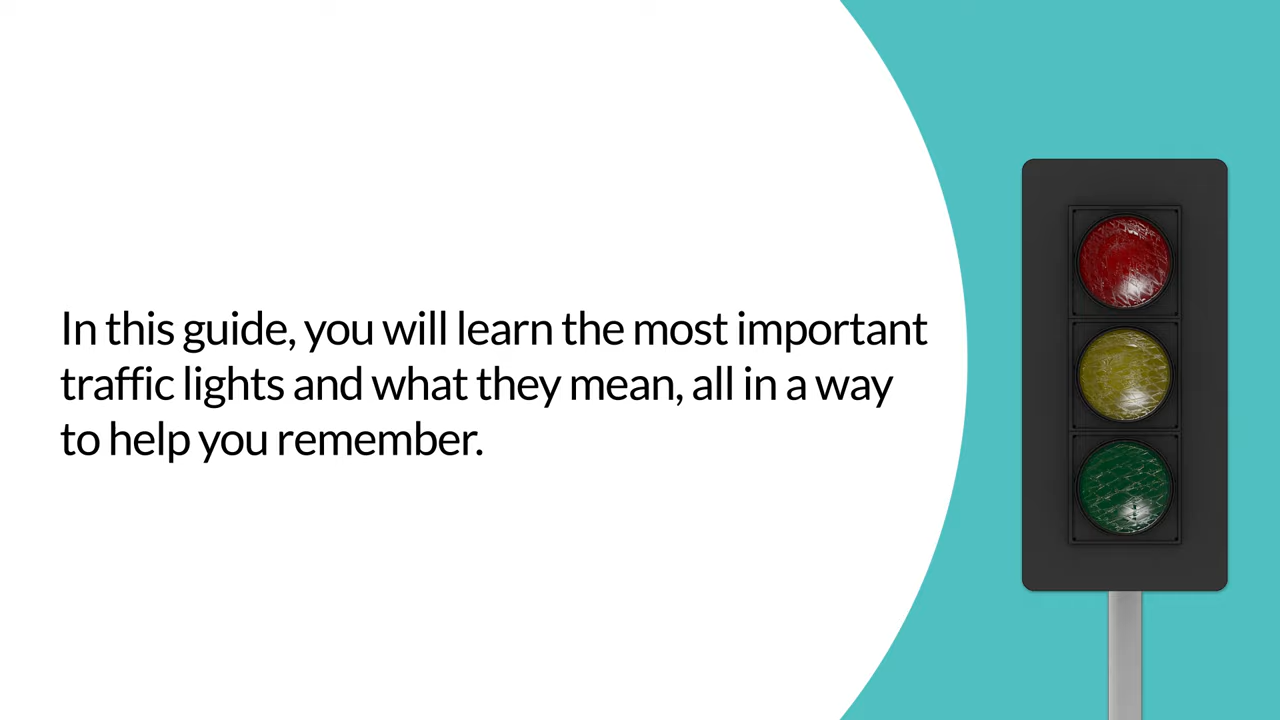 In this guide, you will learn the most important
traffic lights and what they mean, all in a way
to help you remember.